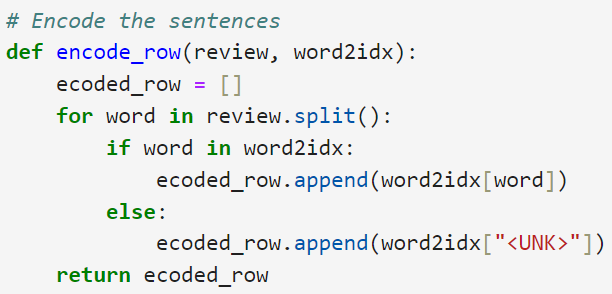 # Encode the sentences
def encode_row(review, word2idx):
    ecoded_row = []
    for word in review.split():
        if word in word2idx:
            ecoded_row.append(word2idx[word])
        else:
            ecoded_row.append(word2idx["<UNK>"])
    return ecoded_row